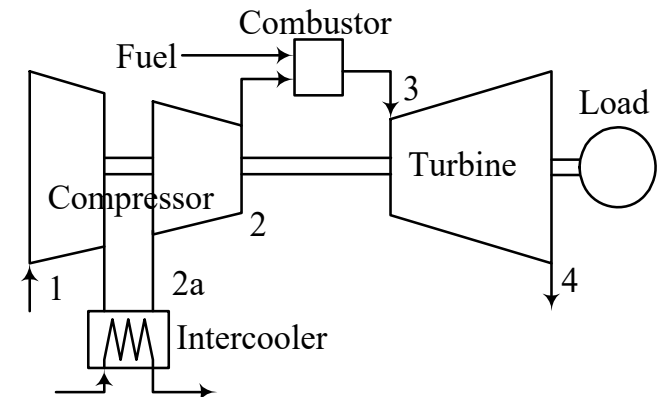 Combustor
Fuel
3
Load
Turbine
Compressor
2
1
2a
4
Intercooler